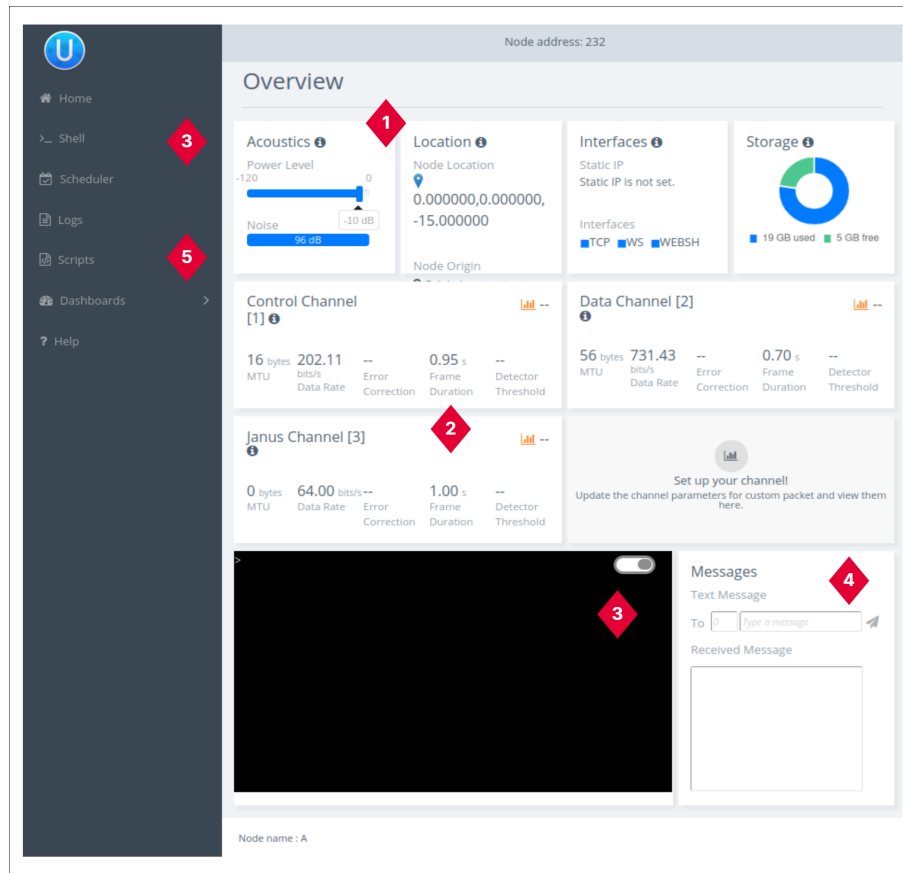 U
Node address: 232
Overview
Home
>_ Shell
3
Scheduler
Logs
Scripts
5
Dashboards
? Help
1
Acoustics
Power Level
-120 0
-10 dB
Noise
96 dB
Location
Node Location
0.000000,0.000000,
-15.000000
Node Origin
Interfaces
Static IP
Static IP is not set.
Interfaces
TCP WS WEBSH
Storage
19 GB used 5 GB free
Control Channel
[1]
--
16 bytes 202.11 -- 0.95 s --
MTU bits/s Error Frame Detector
Data Rate Correction Duration Threshold
Data Channel [2]
--
56 bytes 731.43 -- 0.70 s --
MTU bits/s Error Frame Detector
Data Rate Correction Duration Threshold
2
Janus Channel [3]
--
0 bytes 64.00 bits/s -- 1.00 s --
MTU Data Rate Error Frame Detector
Correction Duration Threshold
Set up your channel!
Update the channel parameters for custom packet and view them
here.
>
3
Messages
4
Text Message
To 0 Type a message
Received Message
Node name : A